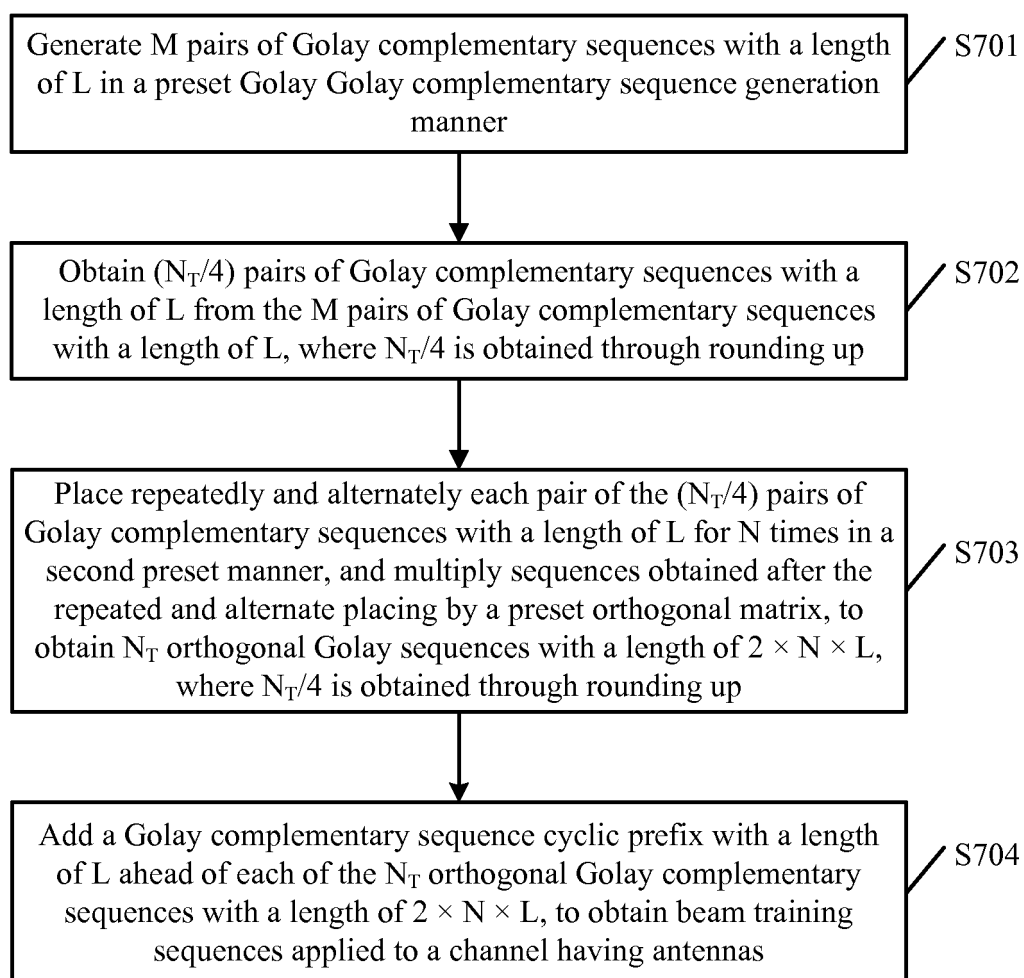 Generate M pairs of Golay complementary sequences with a length
of L in a preset Golay Golay complementary sequence generation
manner
S701
Obtain (N_T/4) pairs of Golay complementary sequences with a
length of L from the M pairs of Golay complementary sequences
with a length of L, where N_T/4 is obtained through rounding up
S702
Place repeatedly and alternately each pair of the (N_T/4) pairs of
Golay complementary sequences with a length of L for N times in a
second preset manner, and multiply sequences obtained after the
repeated and alternate placing by a preset orthogonal matrix, to
obtain N_T orthogonal Golay sequences with a length of 2 × N × L,
where N_T/4 is obtained through rounding up
S703
Add a Golay complementary sequence cyclic prefix with a length
of L ahead of each of the N_T orthogonal Golay complementary
sequences with a length of 2 × N × L, to obtain beam training
sequences applied to a channel having antennas
S704